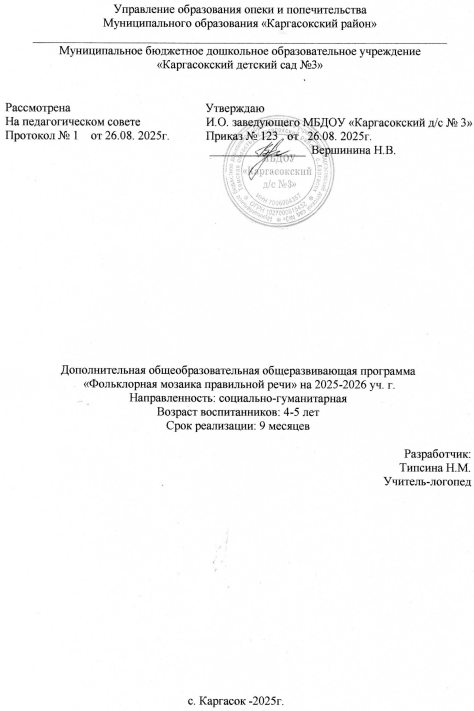 Управление образования опеки и попечительства
Муниципального образования «Каргасокский район»
Муниципальное бюджетное дошкольное образовательное учреждение
«Каргасокский детский сад №3»
Рассмотрена
На педагогическом совете
Протокол № 1 от 26.08. 2025г.
Утверждаю
И.О. заведующего МБДОУ «Каргасокский д/с № 3»
Приказ № 123 . от 26.08. 2025г.
Вершинина Н.В.
МБДОУ
«Каргасокский
д/с №3»
Дополнительная общеобразовательная общеразвивающая программа
«Фольклорная мозаика правильной речи» на 2025-2026 уч. г.
Направленность: социально-гуманитарная
Возраст воспитанников: 4-5 лет
Срок реализации: 9 месяцев
Разработчик:
Типсина Н.М.
Учитель-логопед
с. Каргасок -2025г.